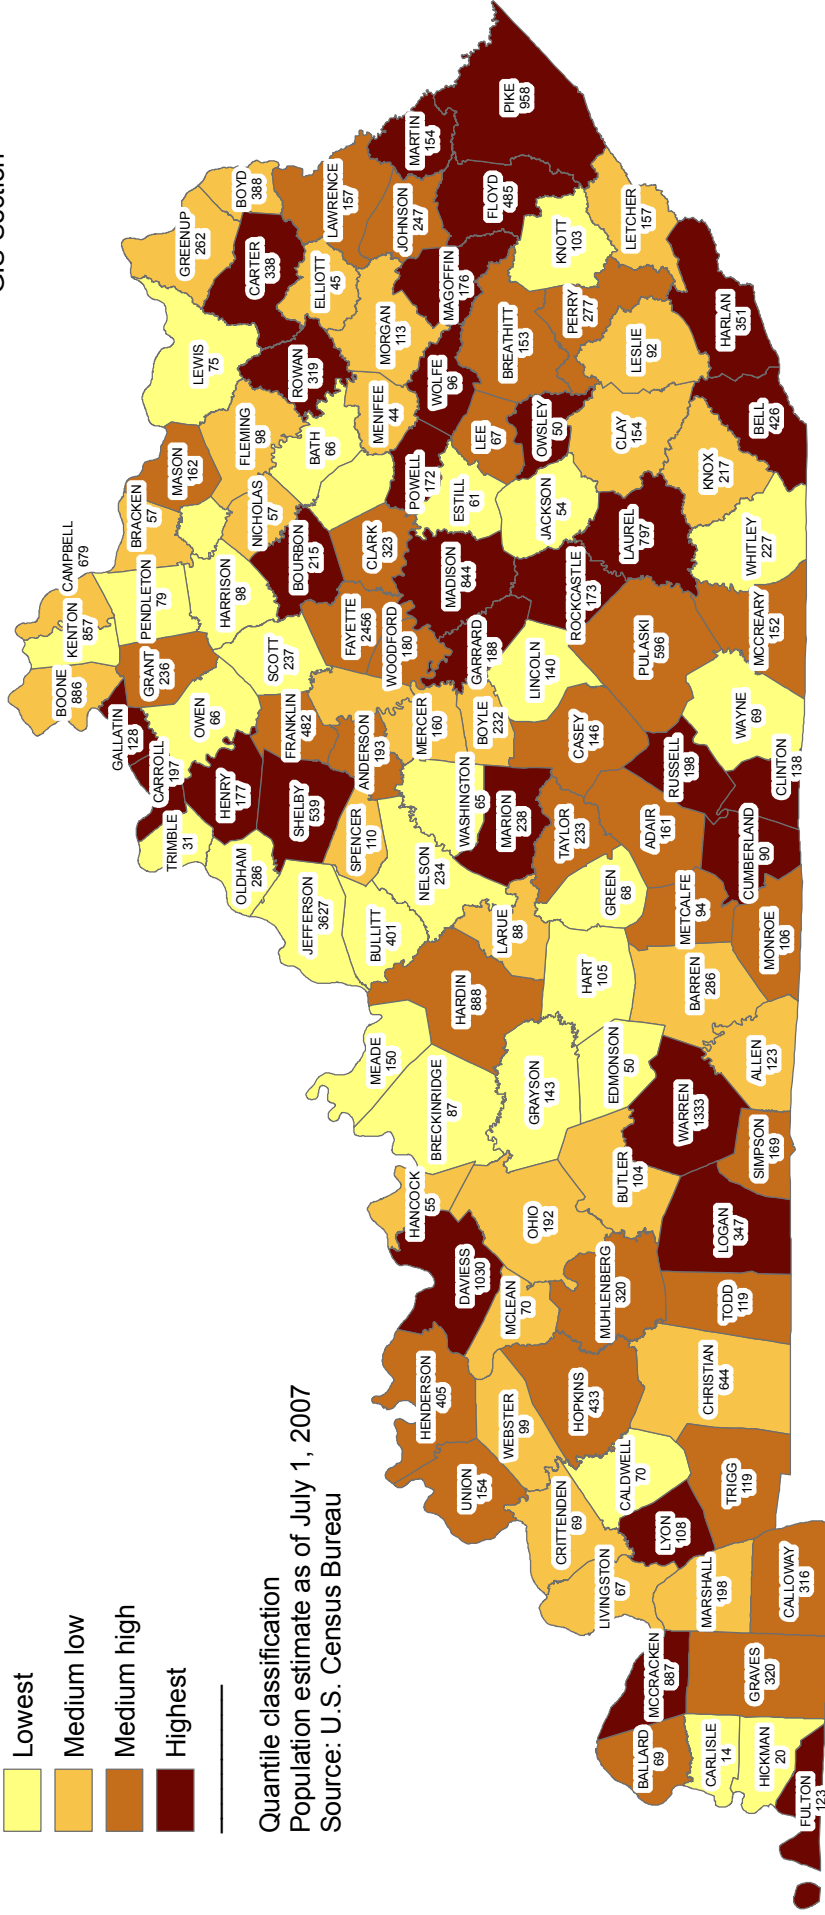 GIS Section
Lowest
Medium low
Medium high
Highest
Quantile classification
Population estimate as of July 1, 2007
Source: U.S. Census Bureau
BOONE
886
KENTON
857
CAMPBELL
679
GALLATIN
128
GRANT
236
PENDLETON
79
BRACKEN
57
CARROLL
197
TRIMBLE
31
OWEN
66
HARRISON
98
MASON
162
LEWIS
75
GREENUP
262
BOYD
388
CARTER
338
FLEMING
98
NICHOLAS
57
HENRY
177
OLDHAM
286
SCOTT
237
BOURBON
215
BATH
66
ROWAN
319
ELLIOTT
45
LAWRENCE
157
FRANKLIN
482
SHELBY
539
JEFFERSON
3627
FAYETTE
2456
CLARK
323
MENIFEE
44
MORGAN
113
JOHNSON
247
MARTIN
154
WOODFORD
180
ANDERSON
193
SPENCER
110
BULLITT
401
MEADE
150
MERCER
160
NELSON
234
POWELL
172
WOLFE
96
MAGOFFIN
176
MADISON
844
ESTILL
61
LEE
67
FLOYD
485
PIKE
958
GARRARD
188
BOYLE
232
WASHINGTON
65
HARDIN
888
BRECKINRIDGE
87
HANCOCK
55
DAVIESS
1030
HENDERSON
405
UNION
154
BREATHITT
153
OWSLEY
50
JACKSON
54
LINCOLN
140
MARION
238
LARUE
88
GRAYSON
143
OHIO
192
MCLEAN
70
WEBSTER
99
KNOTT
103
PERRY
277
ROCKCASTLE
173
CASEY
146
TAYLOR
233
GREEN
68
HART
105
EDMONSON
50
BUTLER
104
MUHLENBERG
320
HOPKINS
433
CRITTENDEN
69
LIVINGSTON
67
CALDWELL
70
LETCHER
157
LESLIE
92
CLAY
154
LAUREL
797
PULASKI
596
ADAIR
161
RUSSELL
198
METCALFE
94
BARREN
286
WARREN
1333
LYON
108
MCCRACKEN
887
BALLARD
69
HARLAN
351
BELL
426
KNOX
217
WHITLEY
227
MCCREARY
152
WAYNE
69
CLINTON
138
CUMBERLAND
90
MONROE
106
ALLEN
123
SIMPSON
169
LOGAN
347
TODD
119
CHRISTIAN
644
TRIGG
119
MARSHALL
198
CALLOWAY
316
GRAVES
320
CARLISLE
14
HICKMAN
20
FULTON
123